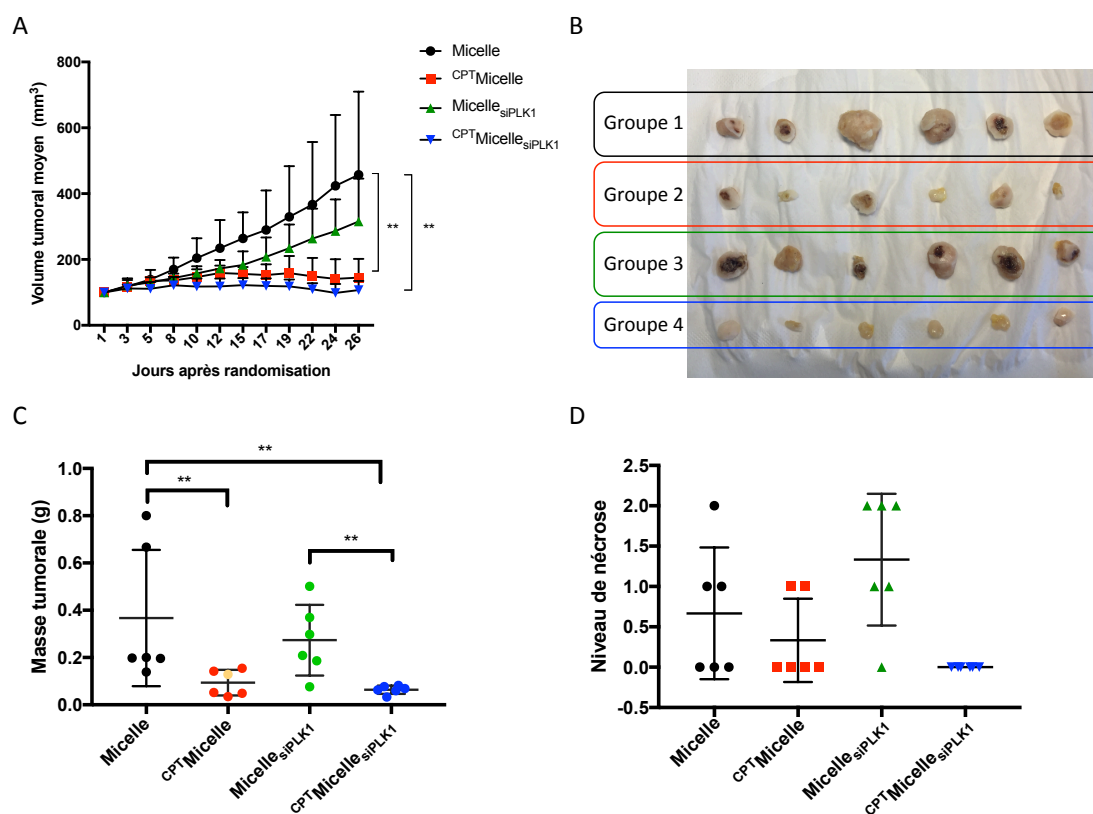 A
Volume tumoral moyen (mm³)
800
600
400
200
0
1 3 5 8 10 12 15 17 19 22 24 26
Jours après randomisation
Micelle
CPTMicelle
MicellesiPLK1
CPTMicellesiPLK1
**
**
B
Groupe 1
Groupe 2
Groupe 3
Groupe 4
C
Masse tumorale (g)
1.0
0.8
0.6
0.4
0.2
0.0
**
**
**
Micelle
CPTMicelle
MicellesiPLK1
CPTMicellesiPLK1
D
Niveau de nécrose
2.5
2.0
1.5
1.0
0.5
0.0
-0.5
Micelle
CPTMicelle
MicellesiPLK1
CPTMicellesiPLK1